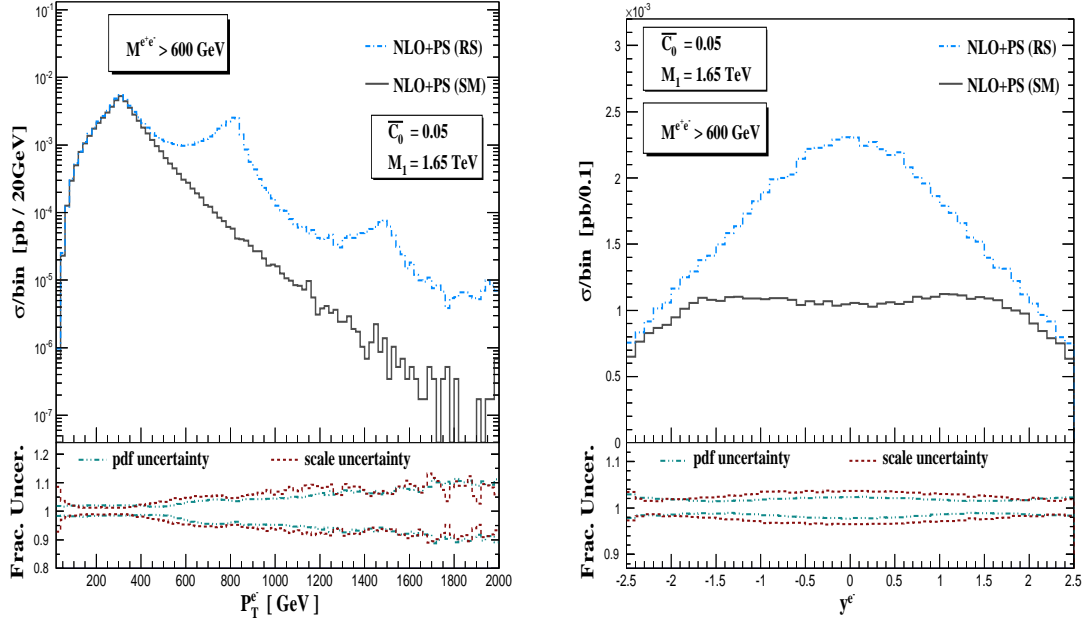 M^{e⁺e⁻} > 600 GeV
NLO+PS (RS)
NLO+PS (SM)
\overline{C_0} = 0.05
M_1 = 1.65 TeV
σ/bin [pb / 20GeV]
10^{-1}
10^{-2}
10^{-3}
10^{-4}
10^{-5}
10^{-6}
10^{-7}
pdf uncertainty
scale uncertainty
Frac. Uncer.
1.2
1.1
1
0.9
0.8
200 400 600 800 1000 1200 1400 1600 1800 2000
P_T^{e⁻} [ GeV ]
×10^{-3}
\overline{C_0} = 0.05
M_1 = 1.65 TeV
NLO+PS (RS)
NLO+PS (SM)
M^{e⁺e⁻} > 600 GeV
σ/bin [pb/0.1]
3
2.5
2
1.5
1
0.5
0
pdf uncertainty
scale uncertainty
Frac. Uncer.
1.1
1
0.9
-2.5 -2 -1.5 -1 -0.5 0 0.5 1 1.5 2 2.5
y^{e⁻}